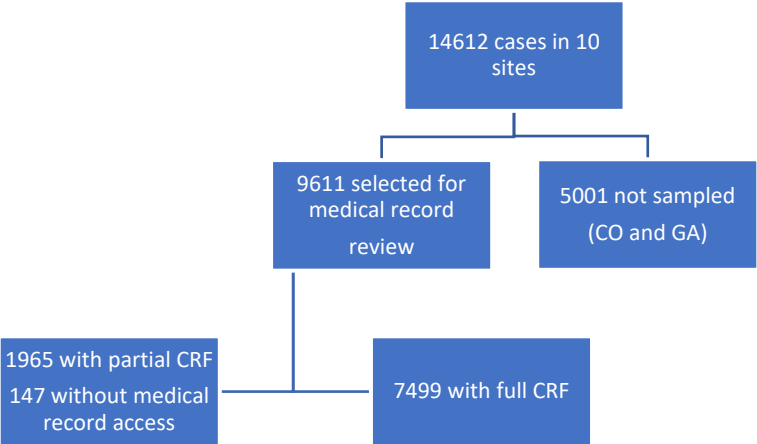 14612 cases in 10
sites
9611 selected for
medical record
review
5001 not sampled
(CO and GA)
1965 with partial CRF
147 without medical
record access
7499 with full CRF